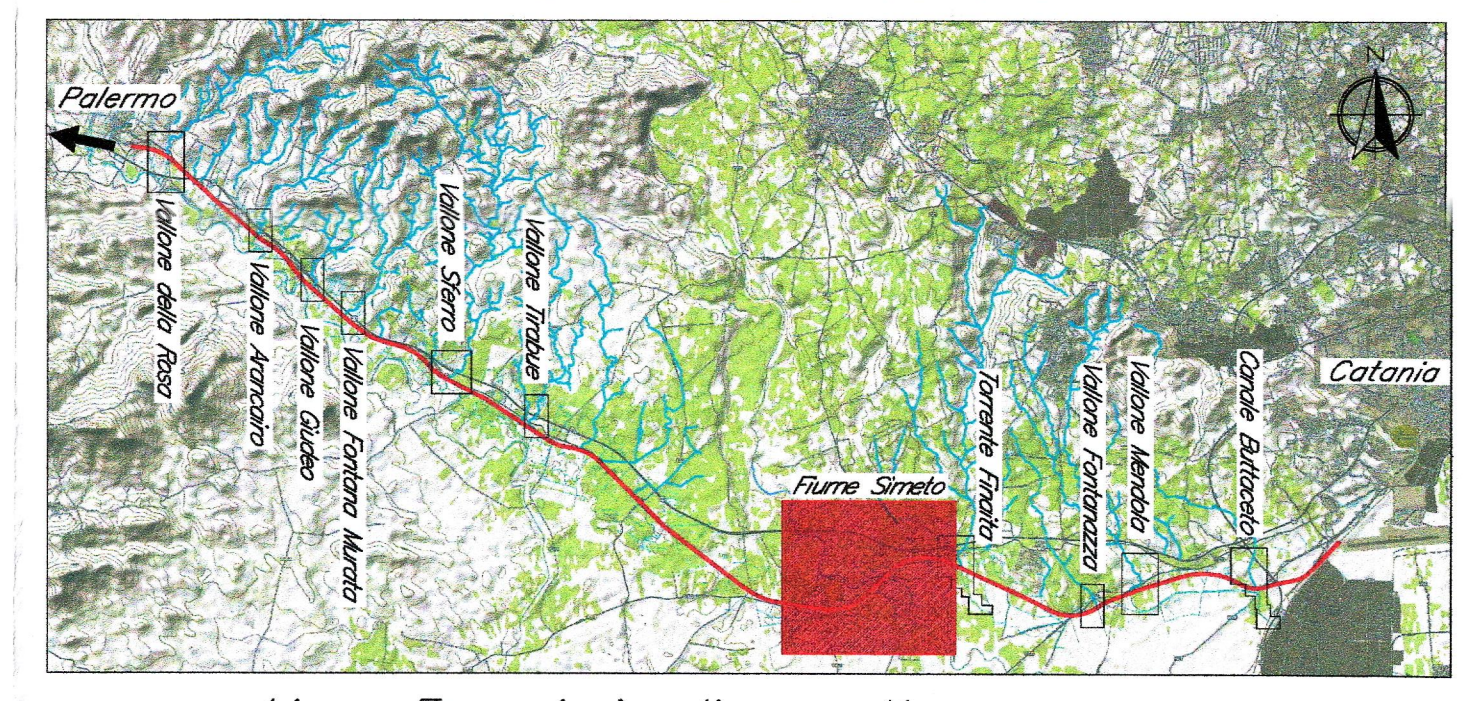 N
Palermo
Vallone della Rosa
Vallone Arancairo
Vallone Giudeo
Vallone Fontana Murata
Vallone Sferro
Vallone Tirabue
Fiume Simeto
Torrente Finaita
Vallone Fontanazza
Vallone Mendola
Canale Buttaceto
Catania